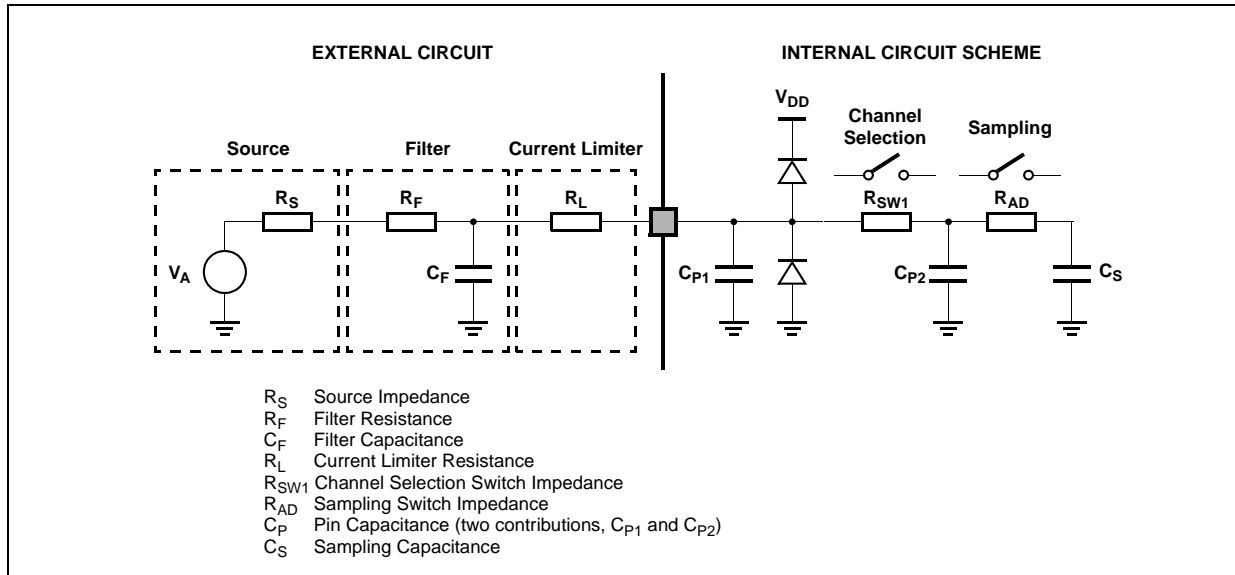 EXTERNAL CIRCUIT
INTERNAL CIRCUIT SCHEME
VDD
Channel
Selection
Sampling
Source
Filter
Current Limiter
RS
RF
RL
RSW1
RAD
VA
CF
CP1
CP2
CS
RS Source Impedance
RF Filter Resistance
CF Filter Capacitance
RL Current Limiter Resistance
RSW1 Channel Selection Switch Impedance
RAD Sampling Switch Impedance
CP Pin Capacitance (two contributions, CP1 and CP2)
CS Sampling Capacitance